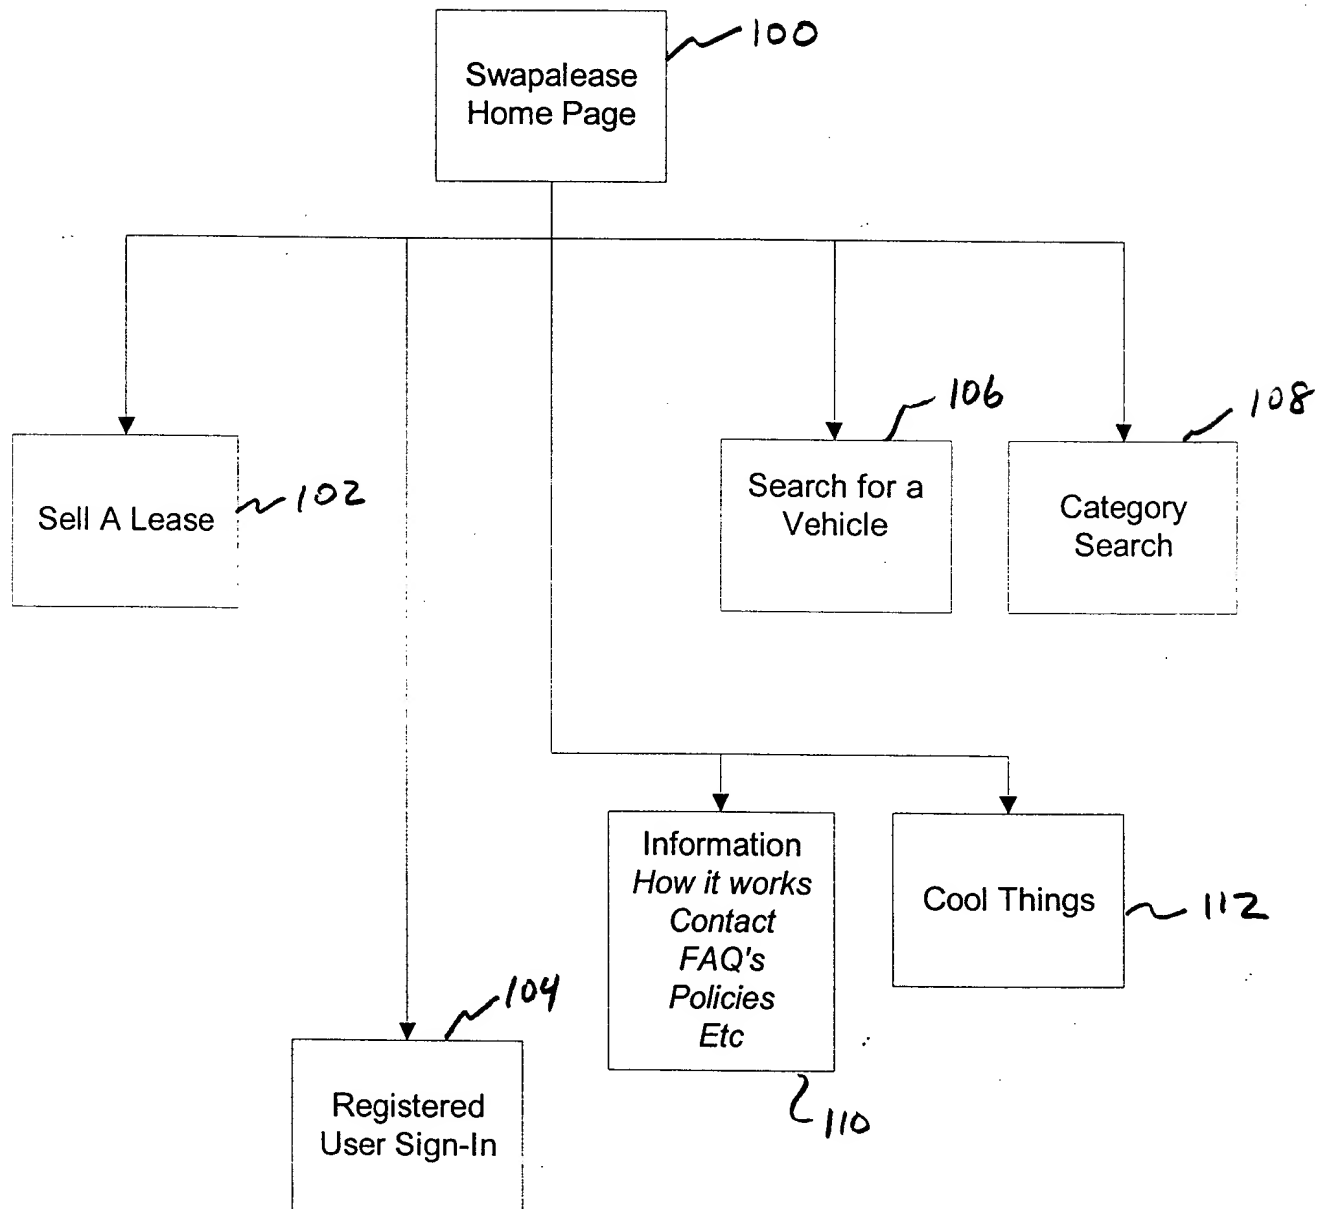 Swapalease
Home Page
100
Sell A Lease
102
Search for a
Vehicle
106
Category
Search
108
Information
How it works
Contact
FAQ's
Policies
Etc
110
Cool Things
112
Registered
User Sign-In
104